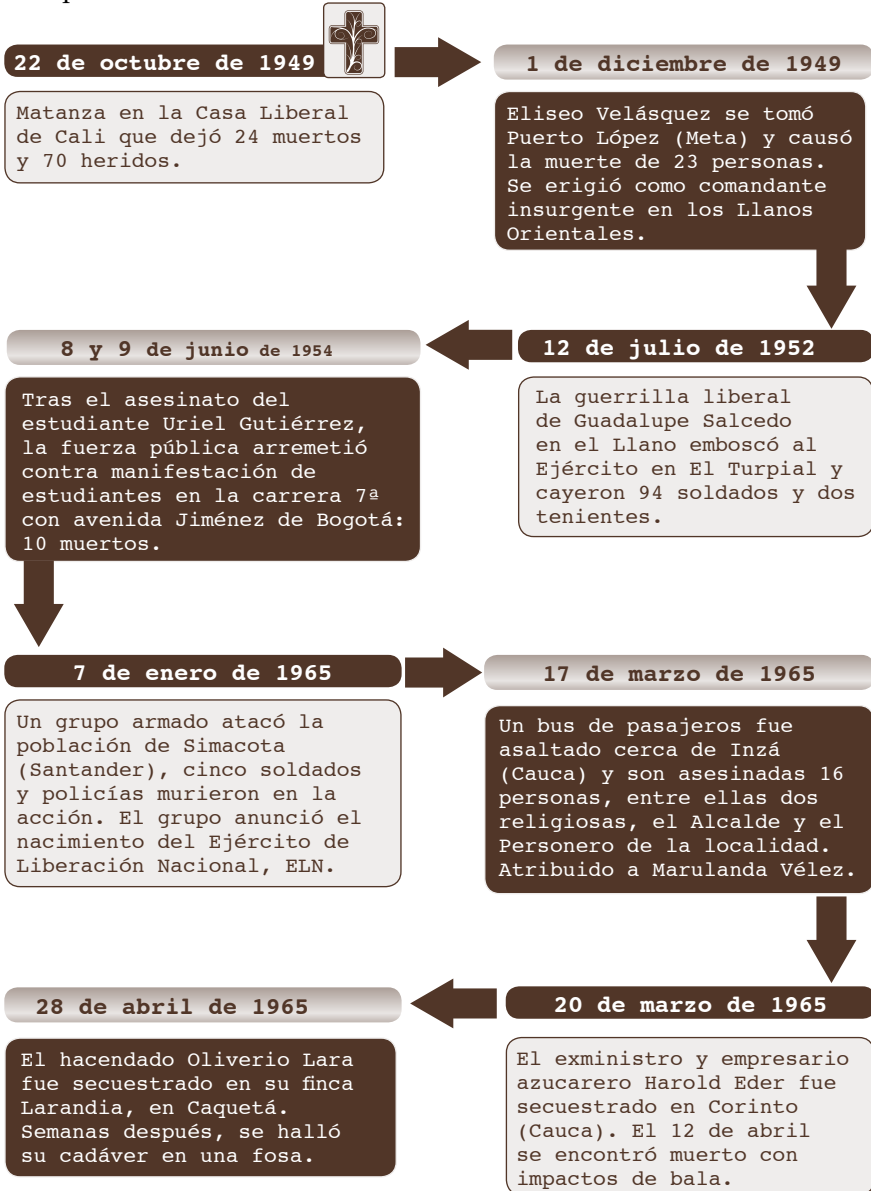 22 de octubre de 1949
Matanza en la Casa Liberal
de Cali que dejó 24 muertos
y 70 heridos.
1 de diciembre de 1949
Eliseo Velásquez se tomó
Puerto López (Meta) y causó
la muerte de 23 personas.
Se erigió como comandante
insurgente en los Llanos
Orientales.
12 de julio de 1952
La guerrilla liberal
de Guadalupe Salcedo
en el Llano emboscó al
Ejército en El Turpial y
cayeron 94 soldados y dos
tenientes.
8 y 9 de junio de 1954
Tras el asesinato del
estudiante Uriel Gutiérrez,
la fuerza pública arremetió
contra manifestación de
estudiantes en la carrera 7ª
con avenida Jiménez de Bogotá:
10 muertos.
7 de enero de 1965
Un grupo armado atacó la
población de Simacota
(Santander), cinco soldados
y policías murieron en la
acción. El grupo anunció el
nacimiento del Ejército de
Liberación Nacional, ELN.
17 de marzo de 1965
Un bus de pasajeros fue
asaltado cerca de Inzá
(Cauca) y son asesinadas 16
personas, entre ellas dos
religiosas, el Alcalde y el
Personero de la localidad.
Atribuido a Marulanda Vélez.
20 de marzo de 1965
El exministro y empresario
azucarero Harold Eder fue
secuestrado en Corinto
(Cauca). El 12 de abril
se encontró muerto con
impactos de bala.
28 de abril de 1965
El hacendado Oliverio Lara
fue secuestrado en su finca
Larandia, en Caquetá.
Semanas después, se halló
su cadáver en una fosa.